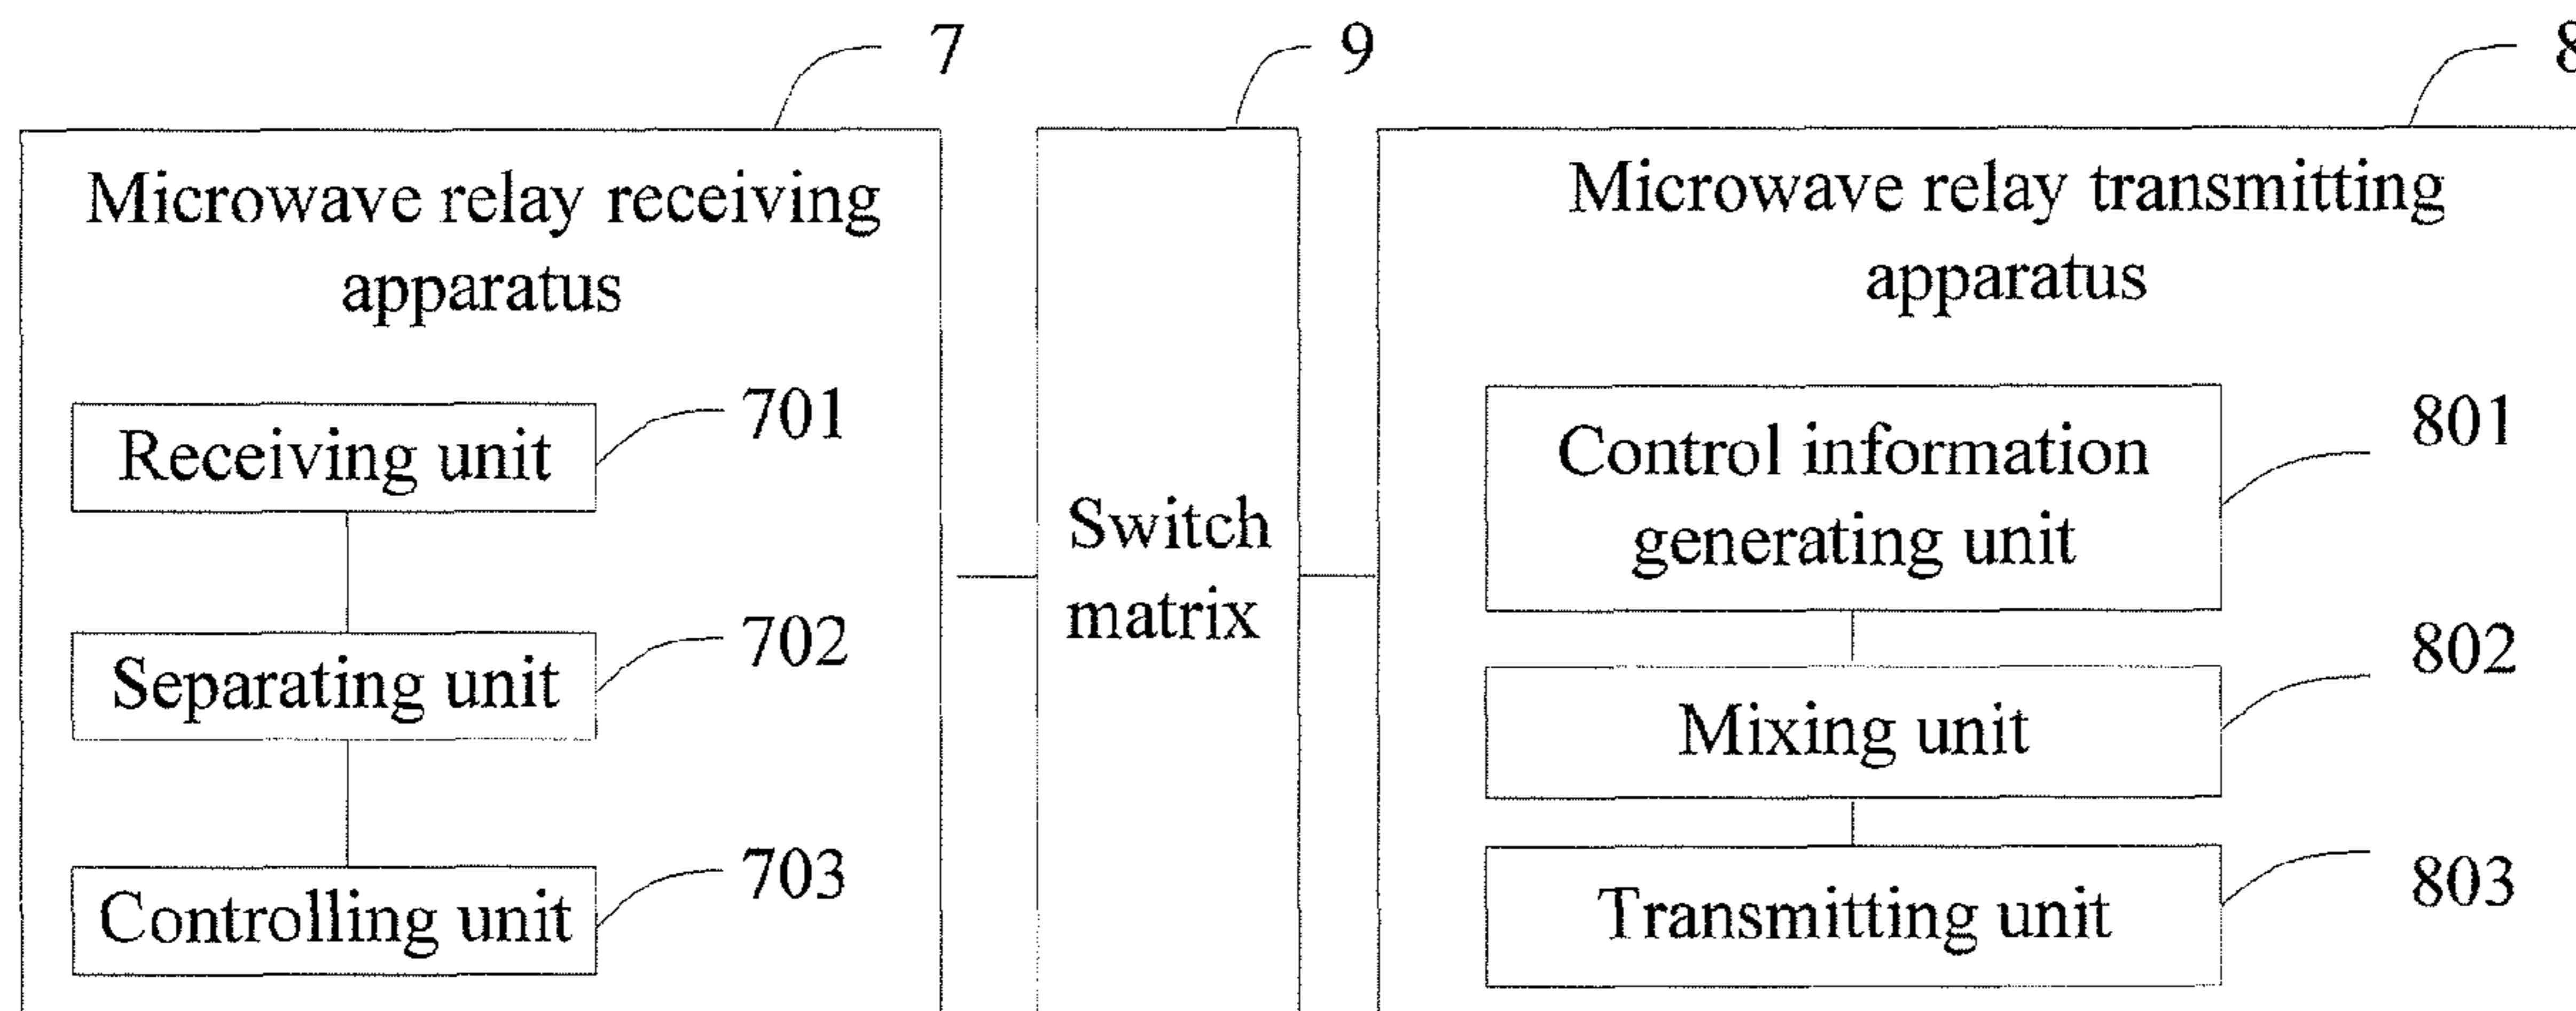 7
9
8
Microwave relay receiving
apparatus
Receiving unit
701
Separating unit
702
Controlling unit
703
Switch
matrix
Microwave relay transmitting
apparatus
Control information
generating unit
801
Mixing unit
802
Transmitting unit
803